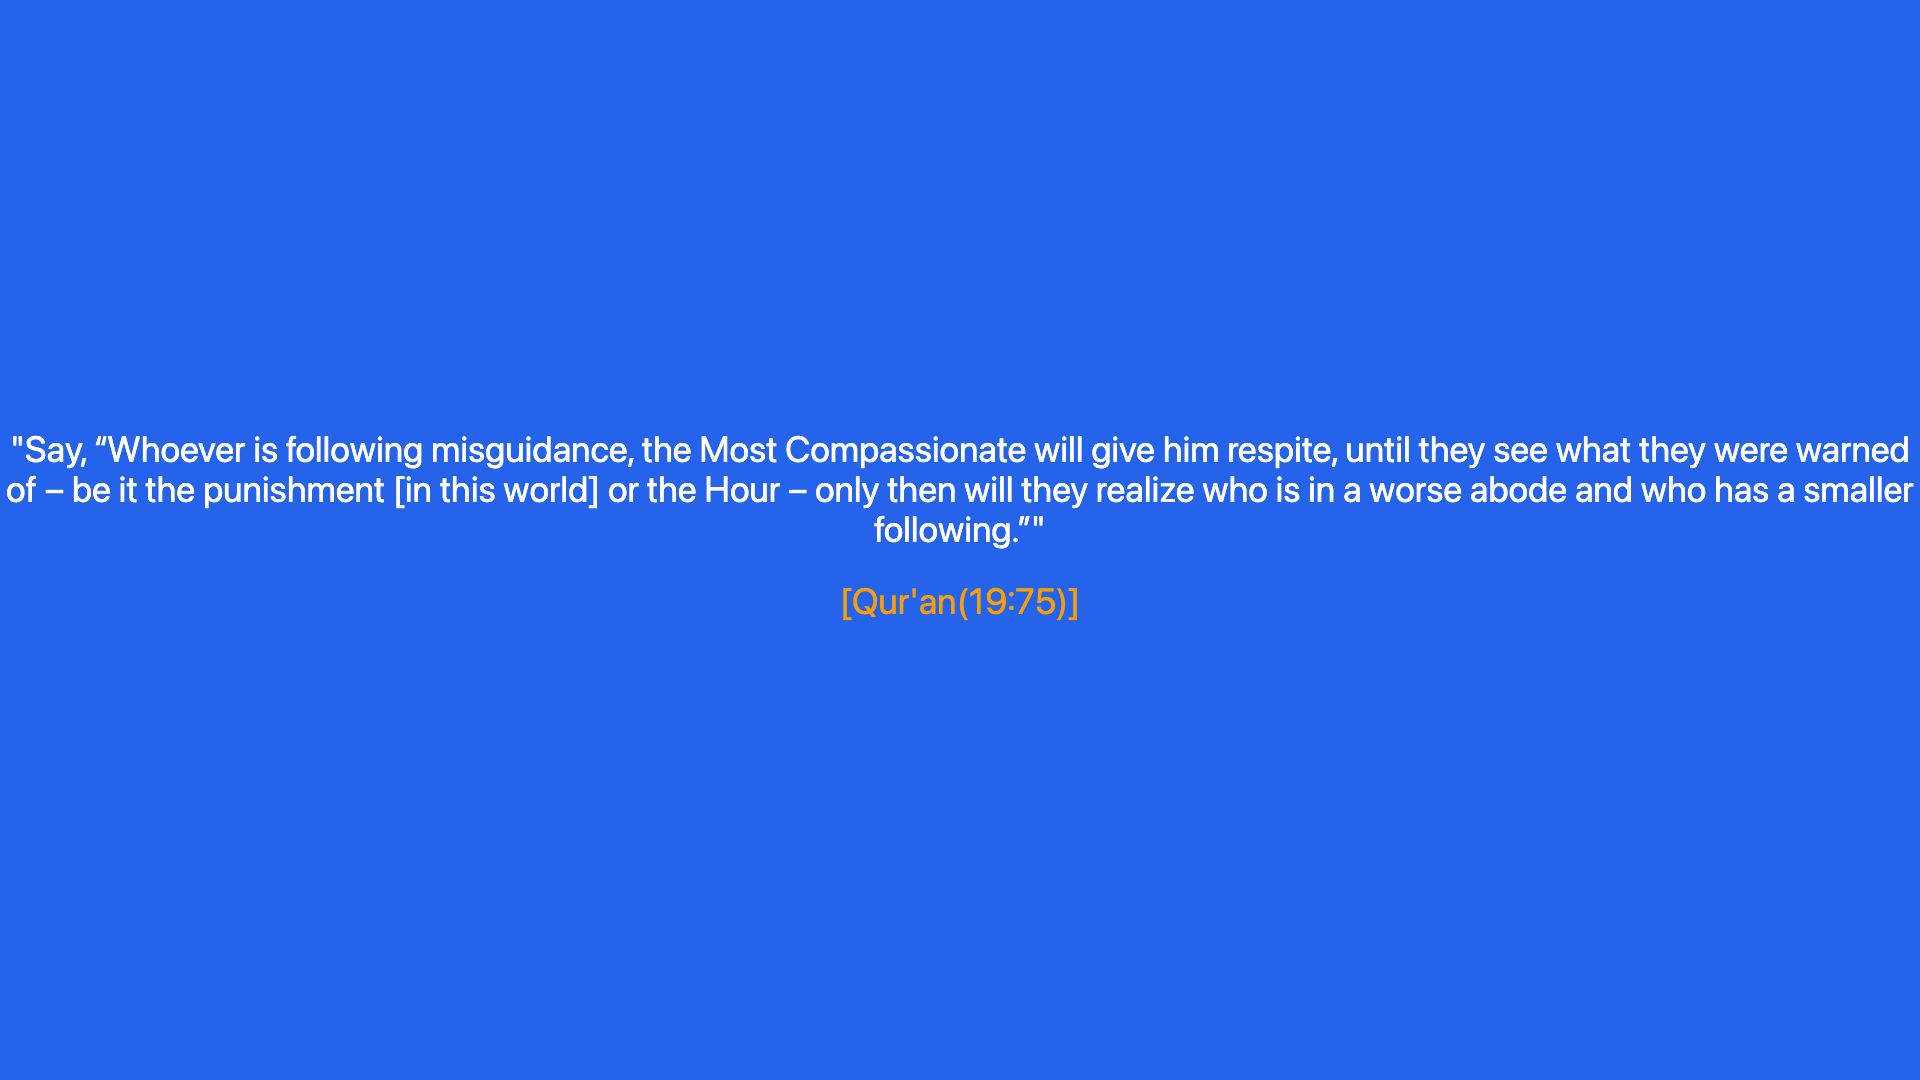 "Say, “Whoever is following misguidance, the Most Compassionate will give him respite, until they see what they were warned
of – be it the punishment [in this world] or the Hour – only then will they realize who is in a worse abode and who has a smaller
following.”"
[Qur'an(19:75)]